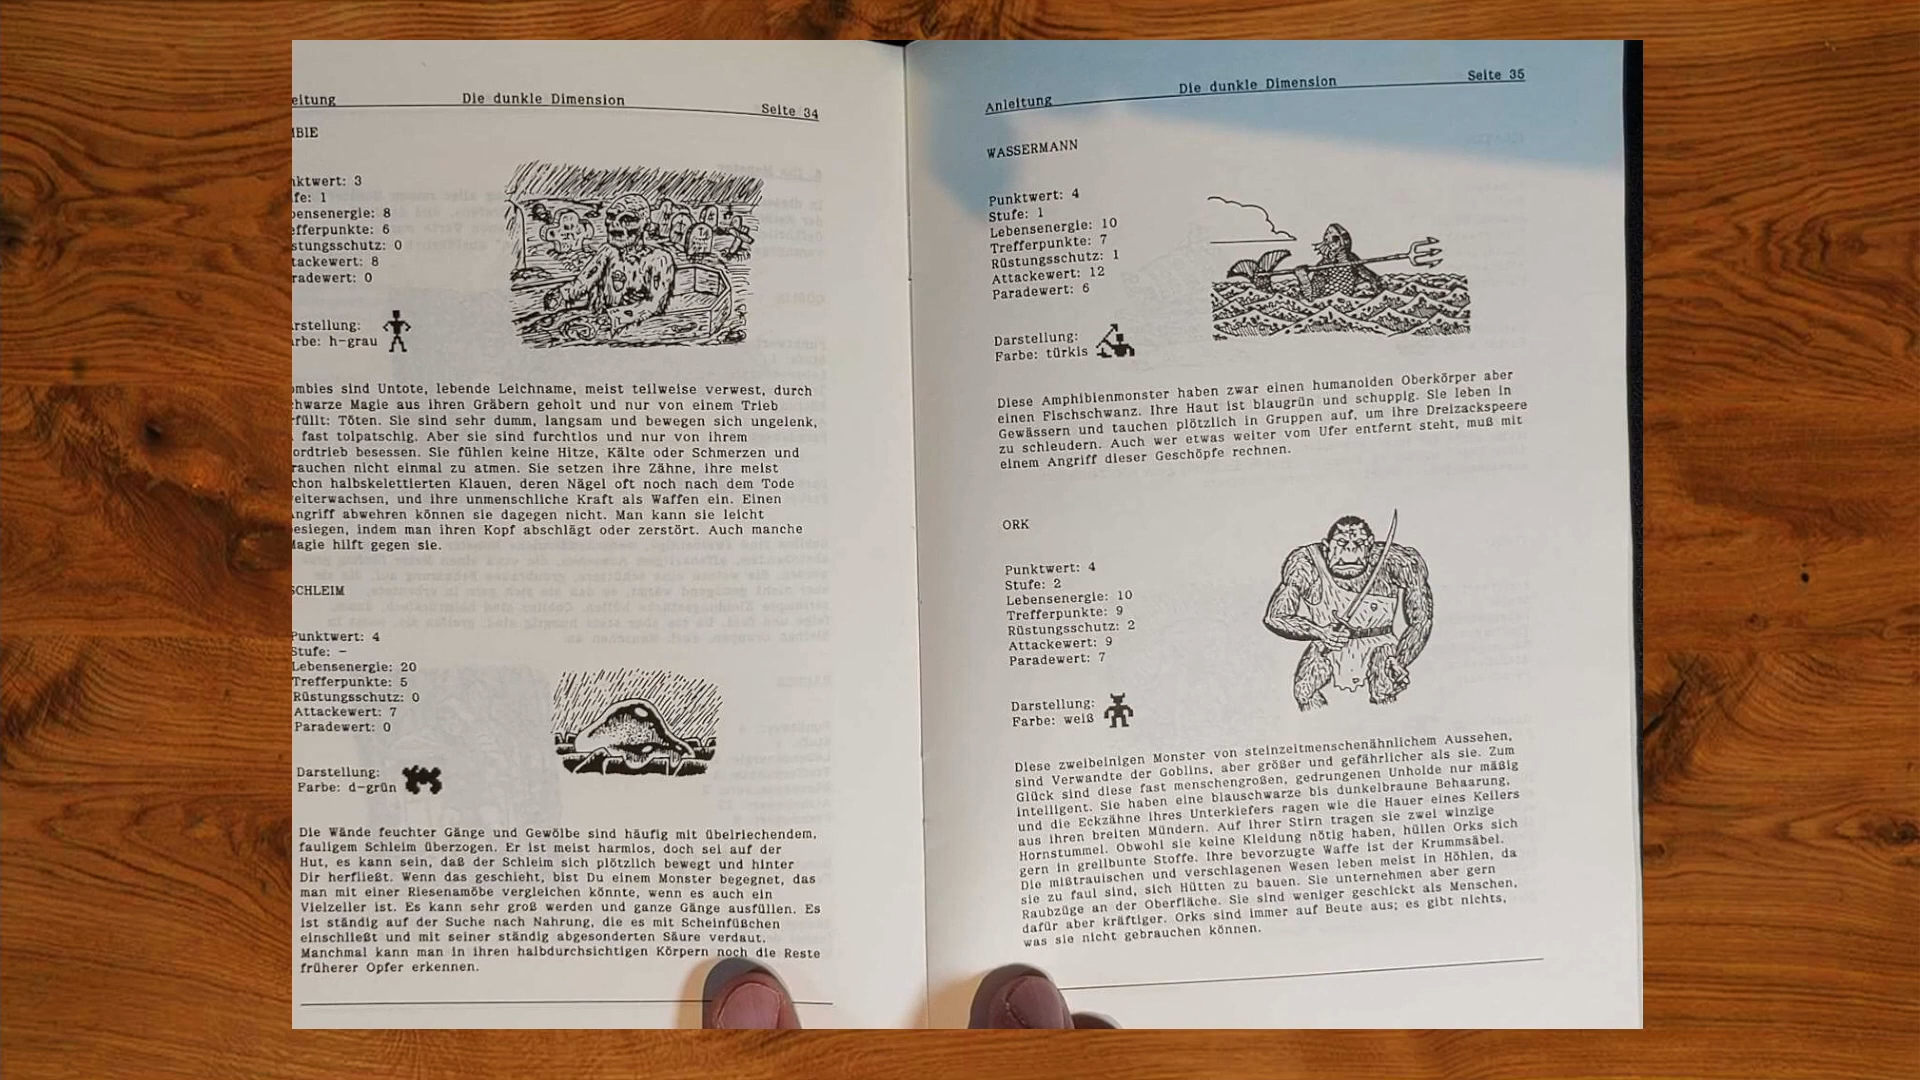 eitung Die dunkle Dimension Seite 34
MBIE
nktwert: 3
fe: 1
bensenergie: 8
efferpunkte: 6
stungsschutz: 0
tackewert: 8
radewert: 0
rstellung:
rbe: h-grau
ombies sind Untote, lebende Leichname, meist teilweise verwest, durch
hwarze Magie aus ihren Gräbern geholt und nur von einem Trieb
füllt: Töten. Sie sind sehr dumm, langsam und bewegen sich ungelenk,
fast tolpatschig. Aber sie sind furchtlos und nur von ihrem
ordtrieb besessen. Sie fühlen keine Hitze, Kälte oder Schmerzen und
rauchen nicht einmal zu atmen. Sie setzen ihre Zähne, ihre meist
chon halbskelettierten Klauen, deren Nägel oft noch nach dem Tode
eiterwachsen, und ihre unmenschliche Kraft als Waffen ein. Einen
ngriff abwehren können sie dagegen nicht. Man kann sie leicht
esiegen, indem man ihren Kopf abschlägt oder zerstört. Auch manche
agie hilft gegen sie.
SCHLEIM
Punktwert: 4
Stufe: -
Lebensenergie: 20
Trefferpunkte: 5
Rüstungsschutz: 0
Attackewert: 7
Paradewert: 0
Darstellung:
Farbe: d-grün
Die Wände feuchter Gänge und Gewölbe sind häufig mit übelriechendem,
fauligem Schleim überzogen. Er ist meist harmlos, doch sei auf der
Hut, es kann sein, daß der Schleim sich plötzlich bewegt und hinter
Dir herfließt. Wenn das geschieht, bist Du einem Monster begegnet, das
man mit einer Riesenamöbe vergleichen könnte, wenn es auch ein
Vielzeller ist. Es kann sehr groß werden und ganze Gänge ausfüllen. Es
ist ständig auf der Suche nach Nahrung, die es mit Scheinfüßchen
einschließt und mit seiner ständig abgesonderten Säure verdaut.
Manchmal kann man in ihren halbdurchsichtigen Körpern noch die Reste
früherer Opfer erkennen.
Anleitung Die dunkle Dimension Seite 35
WASSERMANN
Punktwert: 4
Stufe: 1
Lebensenergie: 10
Trefferpunkte: 7
Rüstungsschutz: 1
Attackewert: 12
Paradewert: 6
Darstellung:
Farbe: türkis
Diese Amphibienmonster haben zwar einen humanoiden Oberkörper aber
einen Fischschwanz. Ihre Haut ist blaugrün und schuppig. Sie leben in
Gewässern und tauchen plötzlich in Gruppen auf, um ihre Dreizackspeere
zu schleudern. Auch wer etwas weiter vom Ufer entfernt steht, muß mit
einem Angriff dieser Geschöpfe rechnen.
ORK
Punktwert: 4
Stufe: 2
Lebensenergie: 10
Trefferpunkte: 9
Rüstungsschutz: 2
Attackewert: 9
Paradewert: 7
Darstellung:
Farbe: weiß
Diese zweibeinigen Monster von steinzeitmenschenähnlichem Aussehen,
sind Verwandte der Goblins, aber größer und gefährlicher als sie. Zum
Glück sind diese fast menschengroßen, gedrungenen Unholde nur mäßig
intelligent. Sie haben eine blauschwarze bis dunkelbraune Behaarung,
und die Eckzähne ihres Unterkiefers ragen wie die Hauer eines Keilers
aus ihren breiten Mündern. Auf ihrer Stirn tragen sie zwei winzige
Hornstummel. Obwohl sie keine Kleidung nötig haben, hüllen Orks sich
gern in grellbunte Stoffe. Ihre bevorzugte Waffe ist der Krummsäbel.
Die mißtrauischen und verschlagenen Wesen leben meist in Höhlen, da
sie zu faul sind, sich Hütten zu bauen. Sie unternehmen aber gern
Raubzüge an der Oberfläche. Sie sind weniger geschickt als Menschen,
dafür aber kräftiger. Orks sind immer auf Beute aus; es gibt nichts,
was sie nicht gebrauchen können.